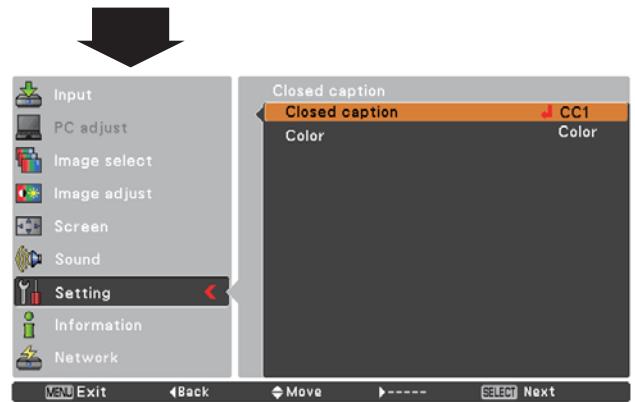 Input
PC adjust
Image select
Image adjust
Screen
Sound
Setting
Information
Network
Closed caption
Closed caption CC1
Color Color
MENU Exit Back Move ----- SELECT Next